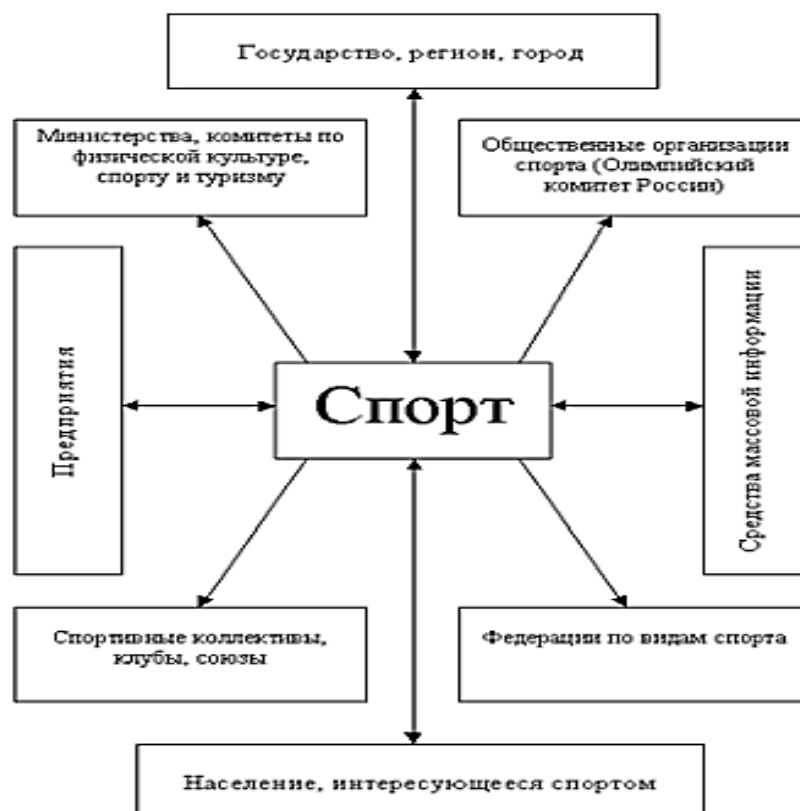 Государство, регион, город
Министерства, комитеты по
физической культуре,
спорту и туризму
Общественные организации
спорта (Олимпийский
комитет России)
Предприятия
Спорт
Средства массовой информации
Спортивные коллективы,
клубы, союзы
Федерации по видам спорта
Население, интересующееся спортом